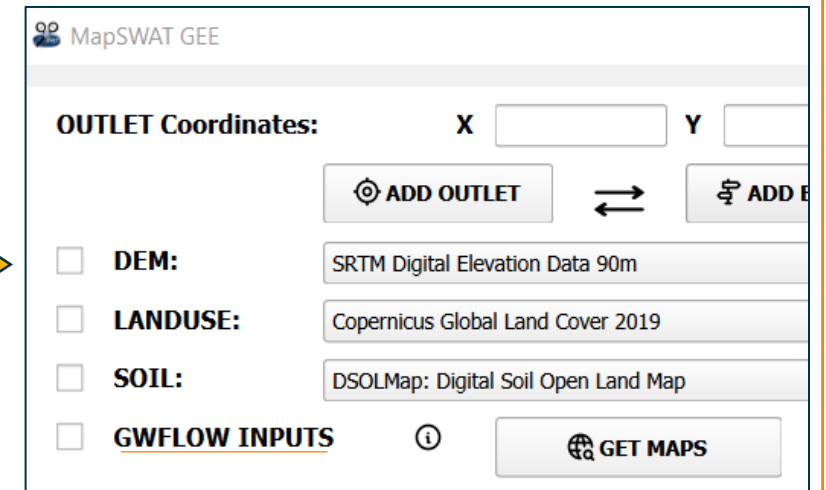 MapSWAT GEE
OUTLET Coordinates: X Y
ADD OUTLET ADD
DEM: SRTM Digital Elevation Data 90m
LANDUSE: Copernicus Global Land Cover 2019
SOIL: DSOLMap: Digital Soil Open Land Map
GWFLOW INPUTS GET MAPS